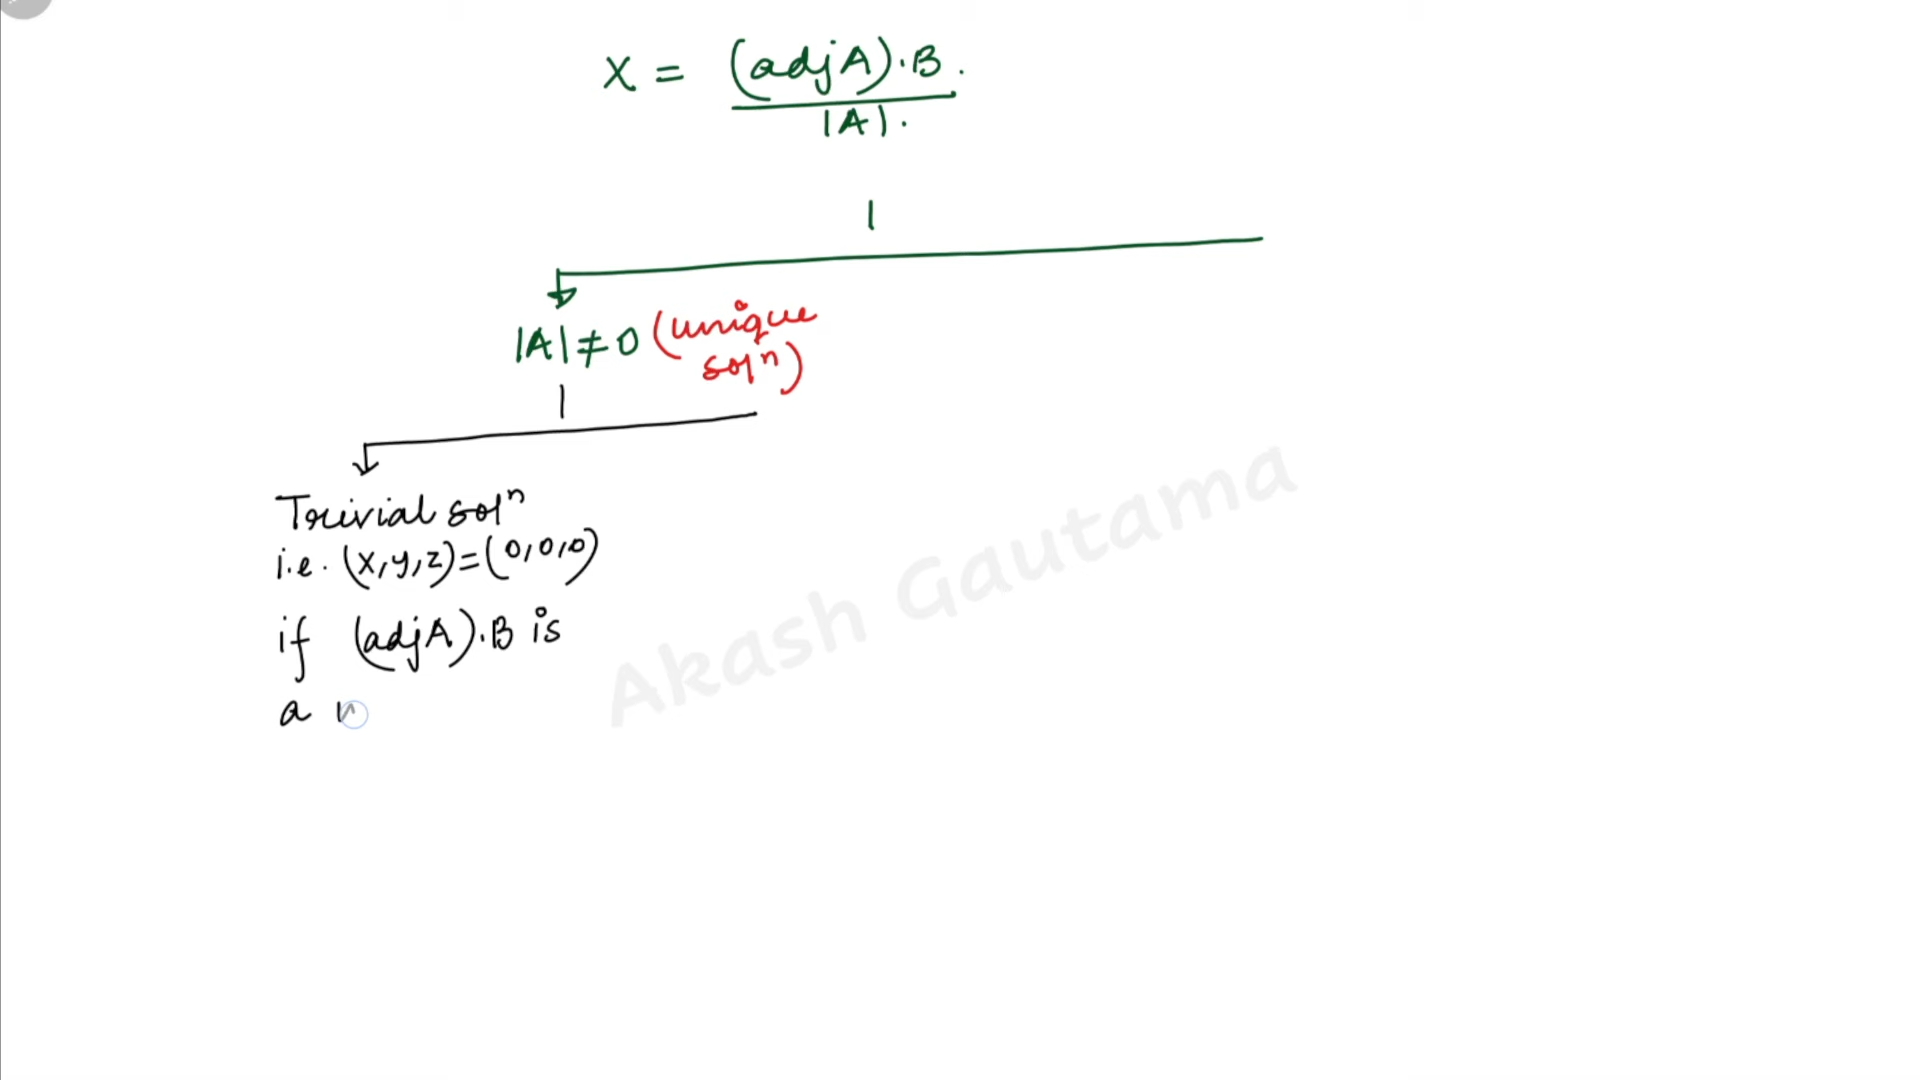 X = (adjA).B.
|A|.
|A| ≠ 0 (unique
solⁿ)
Trivial solⁿ
i.e. (x,y,z)=(0,0,0)
if (adjA).B is
a
Akash Gautama